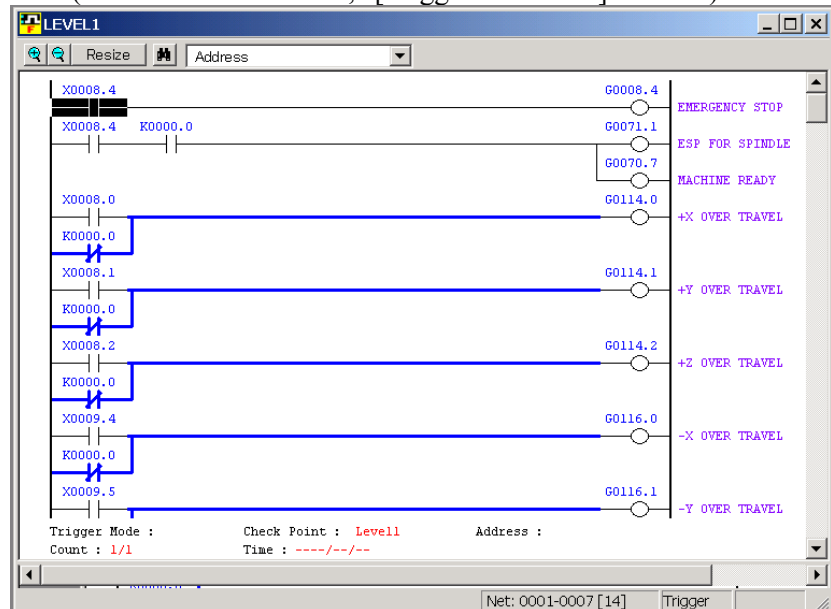 LEVEL1
Resize Address
X0008.4 G0008.4
EMERGENCY STOP
X0008.4 K0000.0 G0071.1
ESP FOR SPINDLE
G0070.7
MACHINE READY
X0008.0 G0114.0
+X OVER TRAVEL
K0000.0
X0008.1 G0114.1
+Y OVER TRAVEL
K0000.0
X0008.2 G0114.2
+Z OVER TRAVEL
K0000.0
X0009.4 G0116.0
-X OVER TRAVEL
K0000.0
X0009.5 G0116.1
-Y OVER TRAVEL
Trigger Mode : Check Point : Level1 Address :
Count : 1/1 Time : ----/--/--
Net: 0001-0007 [14] Trigger